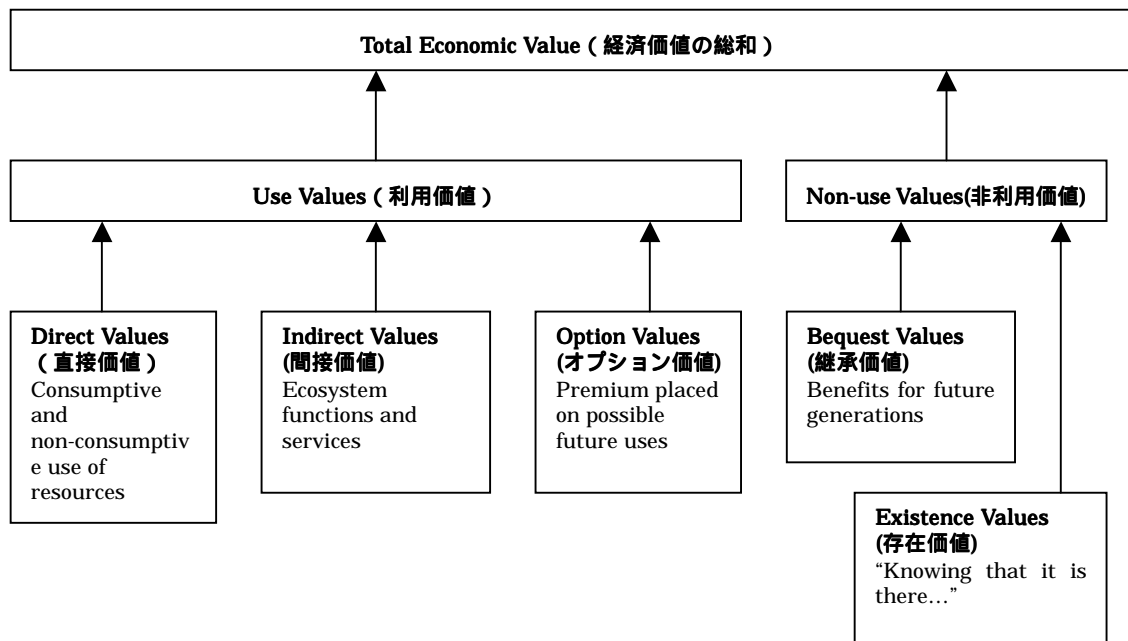 Total Economic Value ( 経済価値の総和 )
Use Values ( 利用価値 )
Non-use Values(非利用価値)
Direct Values
( 直接価値 )
Consumptive
and
non-consumptiv
e use of
resources
Indirect Values
(間接価値)
Ecosystem
functions and
services
Option Values
(オプション価値)
Premium placed
on possible
future uses
Bequest Values
(継承価値)
Benefits for future
generations
Existence Values
(存在価値)
“Knowing that it is
there…”